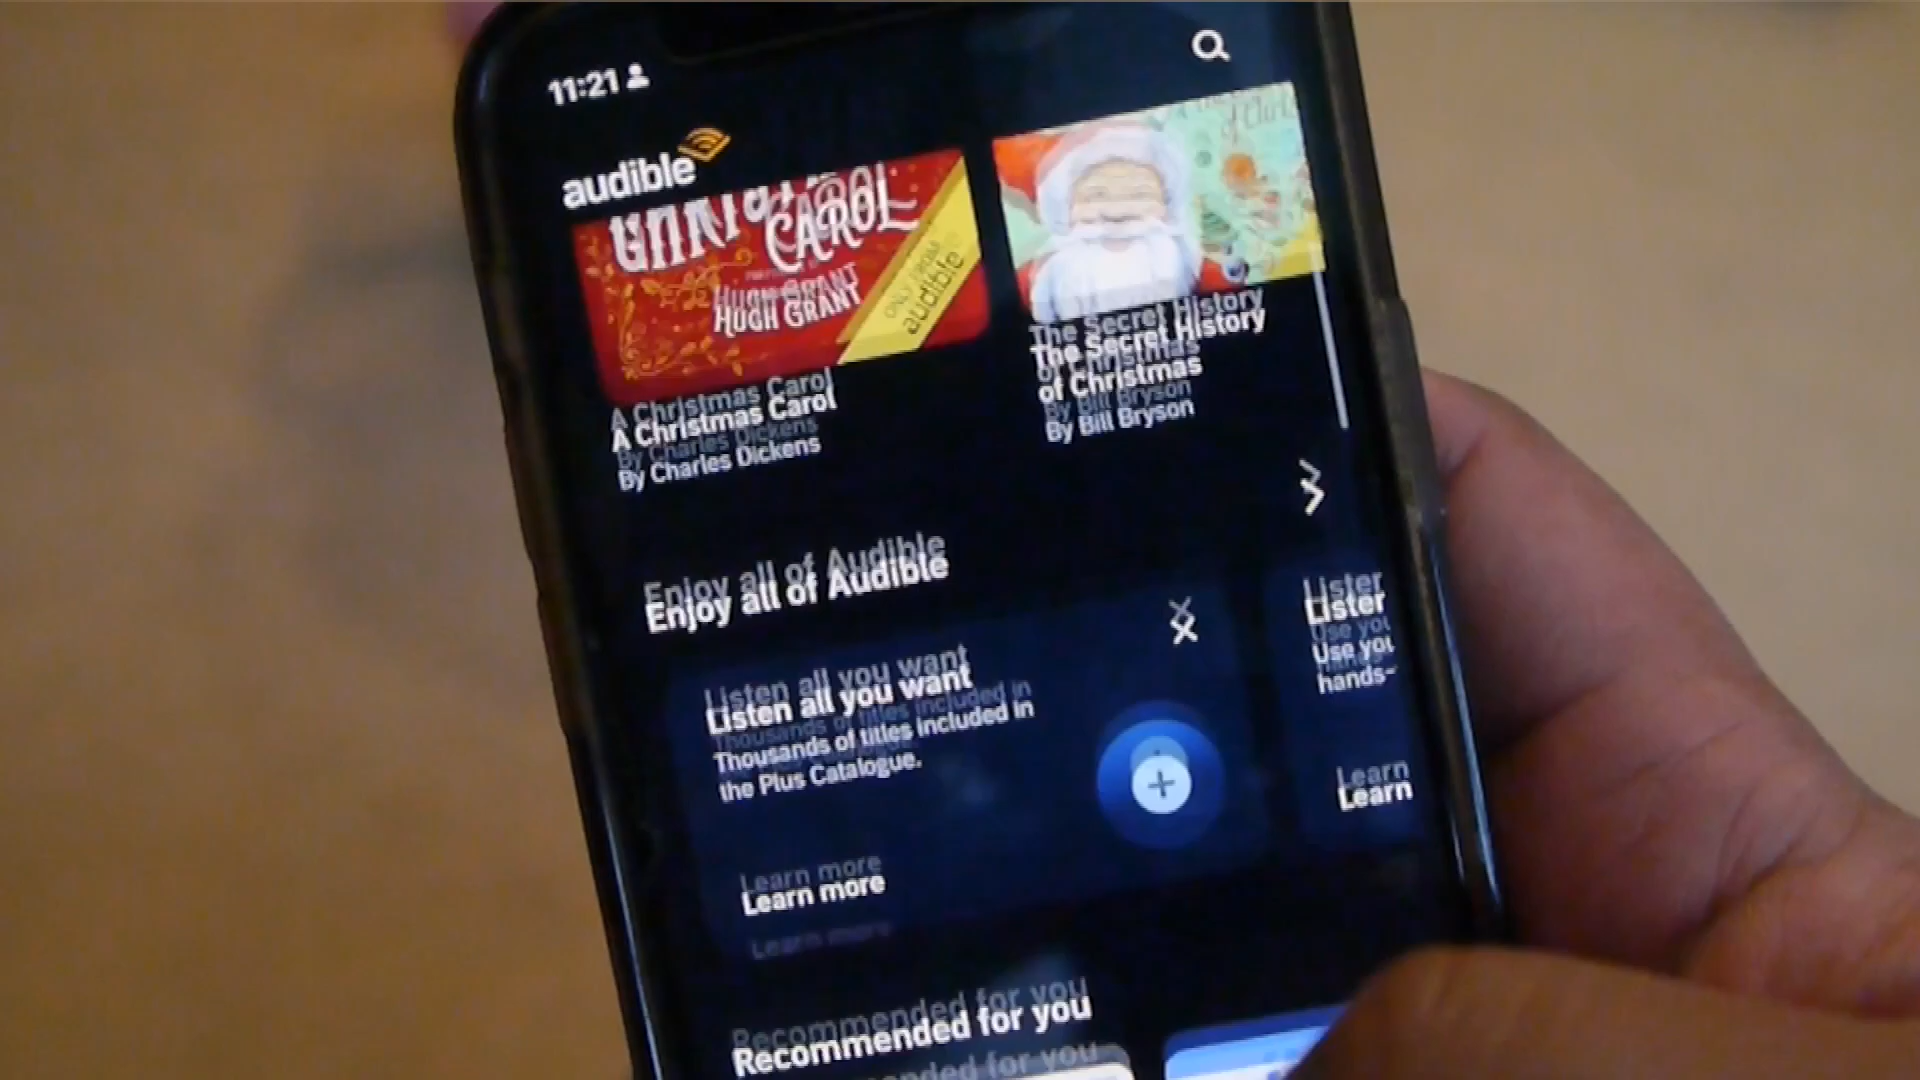 11:21
audible
CAROL
HUGH GRANT
ONLY FROM
audible
A Christmas Carol
By Charles Dickens
The Secret History
of Christmas
By Bill Bryson
Enjoy all of Audible
Listen all you want
Thousands of titles included in
the Plus Catalogue.
Learn more
Lister
Use you
hands-
Learn
Recommended for you